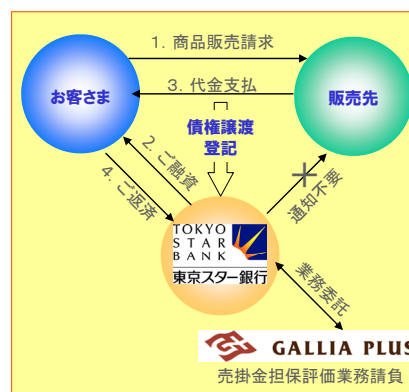 1. 商品販売請求
お客さま
3. 代金支払
販売先
債権譲渡
登記
2. ご融資
4. ご返済
通知不要
TOKYO
STAR
BANK
東京スター銀行
業務委託
GALLIA PLUS
売掛金担保評価業務請負